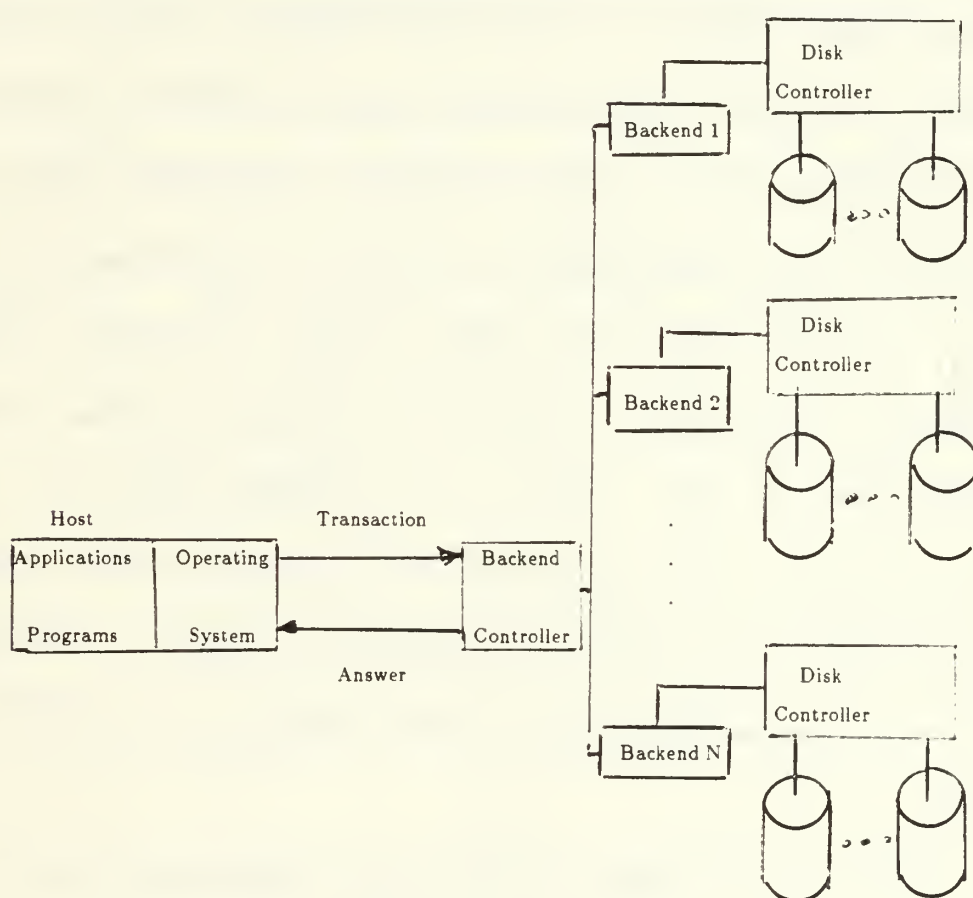 Disk
Controller
Backend 1
Disk
Controller
Backend 2
Host
Transaction
Applications
Operating
Backend
Programs
System
Controller
Answer
Disk
Controller
Backend N